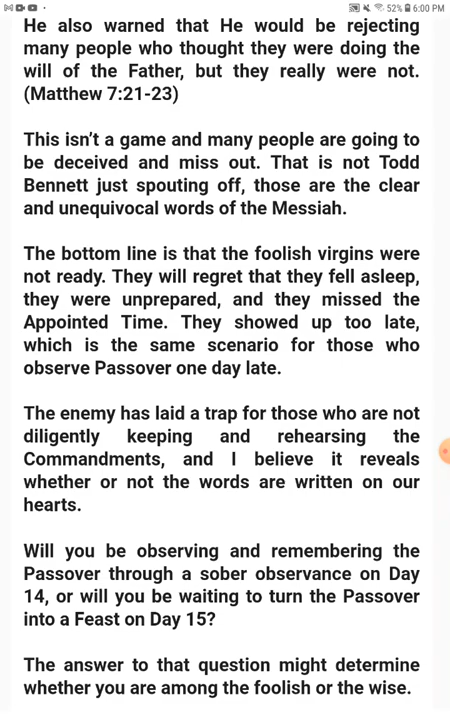 52% 6:00 PM
He also warned that He would be rejecting
many people who thought they were doing the
will of the Father, but they really were not.
(Matthew 7:21-23)
This isn't a game and many people are going to
be deceived and miss out. That is not Todd
Bennett just spouting off, those are the clear
and unequivocal words of the Messiah.
The bottom line is that the foolish virgins were
not ready. They will regret that they fell asleep,
they were unprepared, and they missed the
Appointed Time. They showed up too late,
which is the same scenario for those who
observe Passover one day late.
The enemy has laid a trap for those who are not
diligently keeping and rehearsing the
Commandments, and I believe it reveals
whether or not the words are written on our
hearts.
Will you be observing and remembering the
Passover through a sober observance on Day
14, or will you be waiting to turn the Passover
into a Feast on Day 15?
The answer to that question might determine
whether you are among the foolish or the wise.